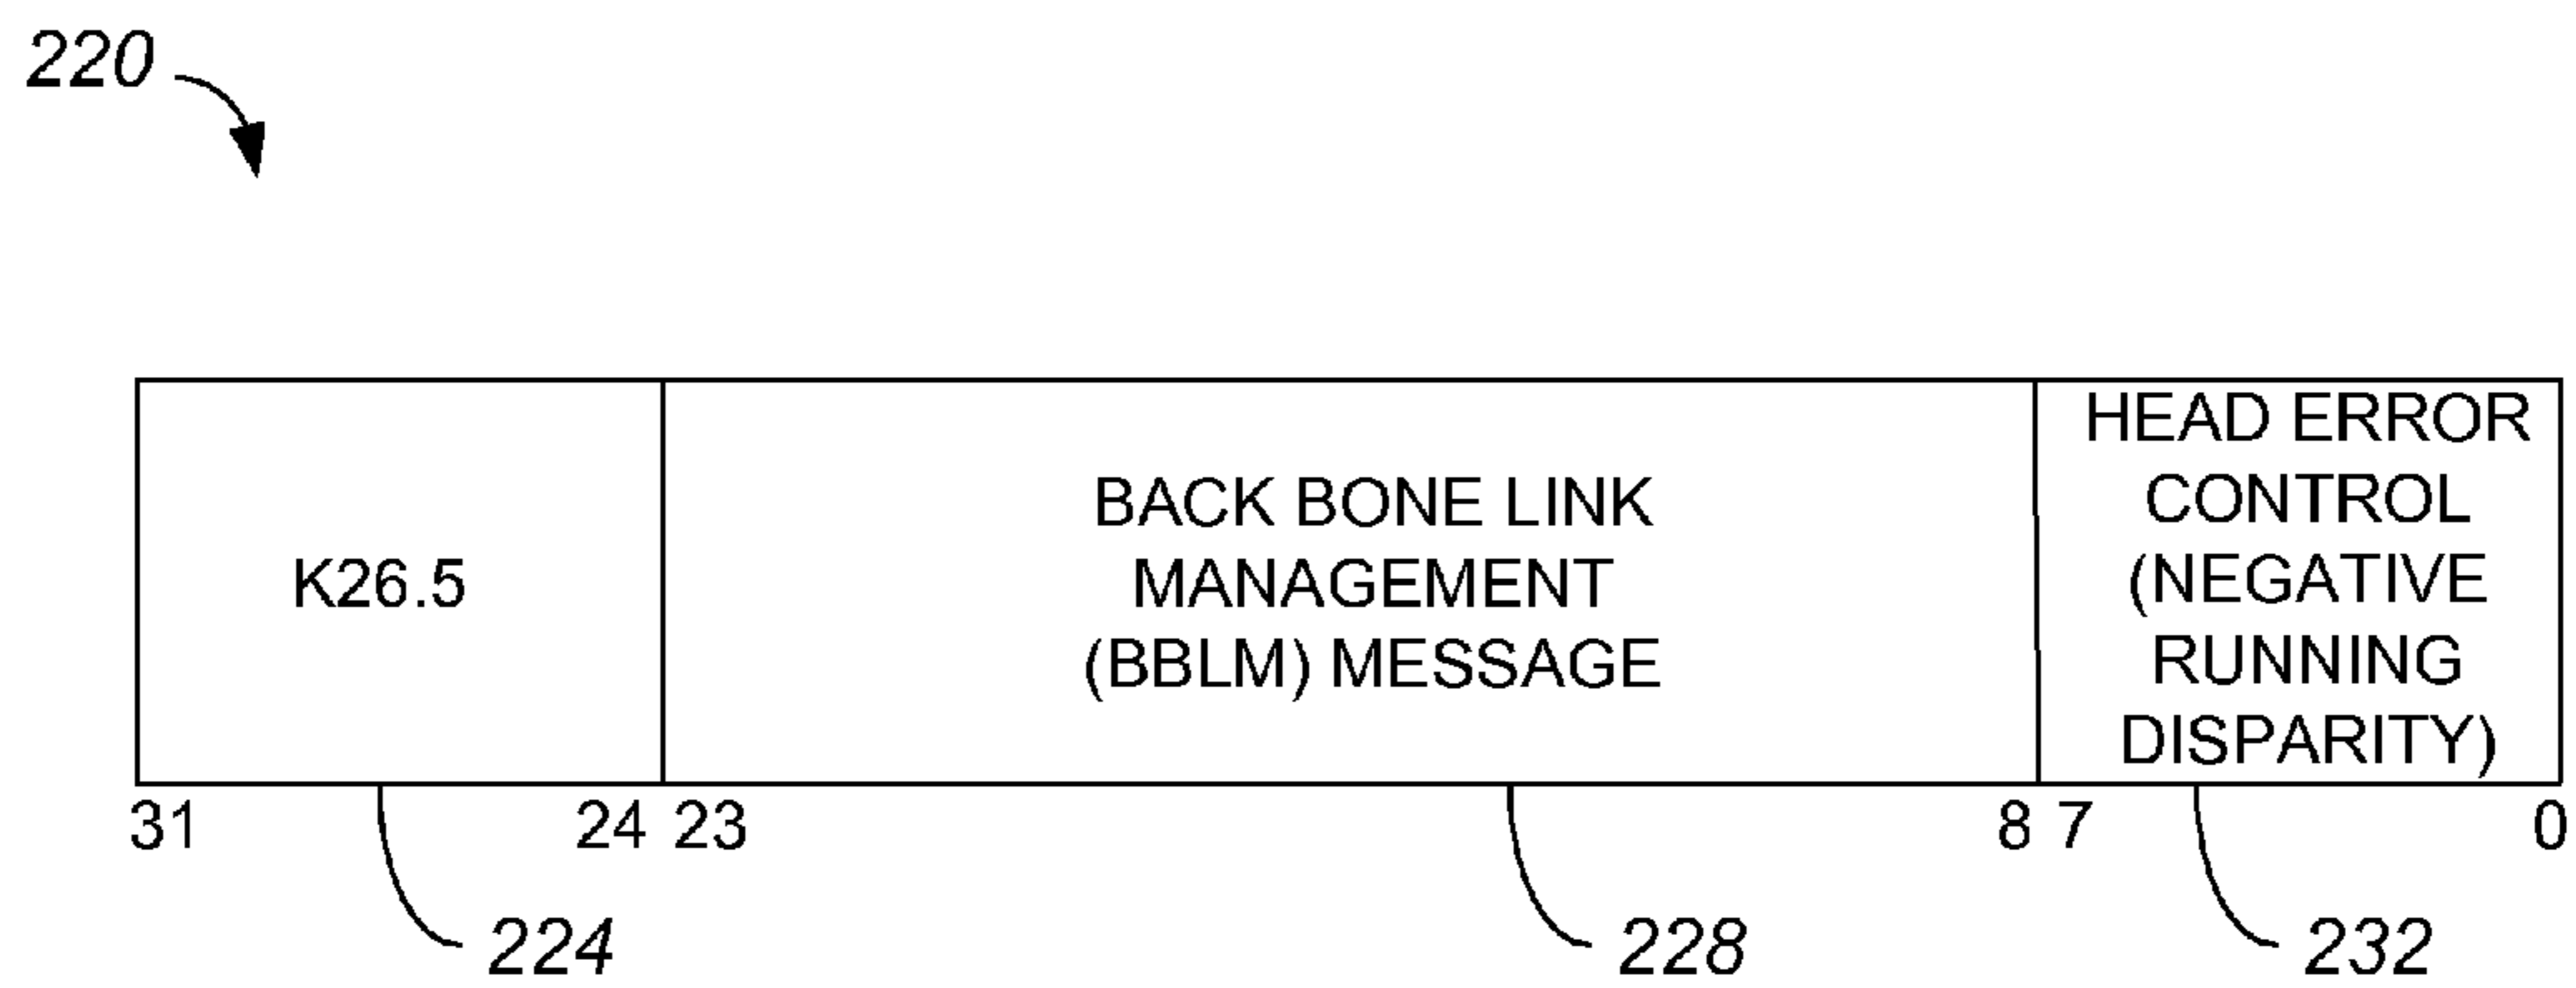 220
K26.5
BACK BONE LINK
MANAGEMENT
(BBLM) MESSAGE
HEAD ERROR
CONTROL
(NEGATIVE
RUNNING
DISPARITY)
31 24 23 8 7 0
224 228 232